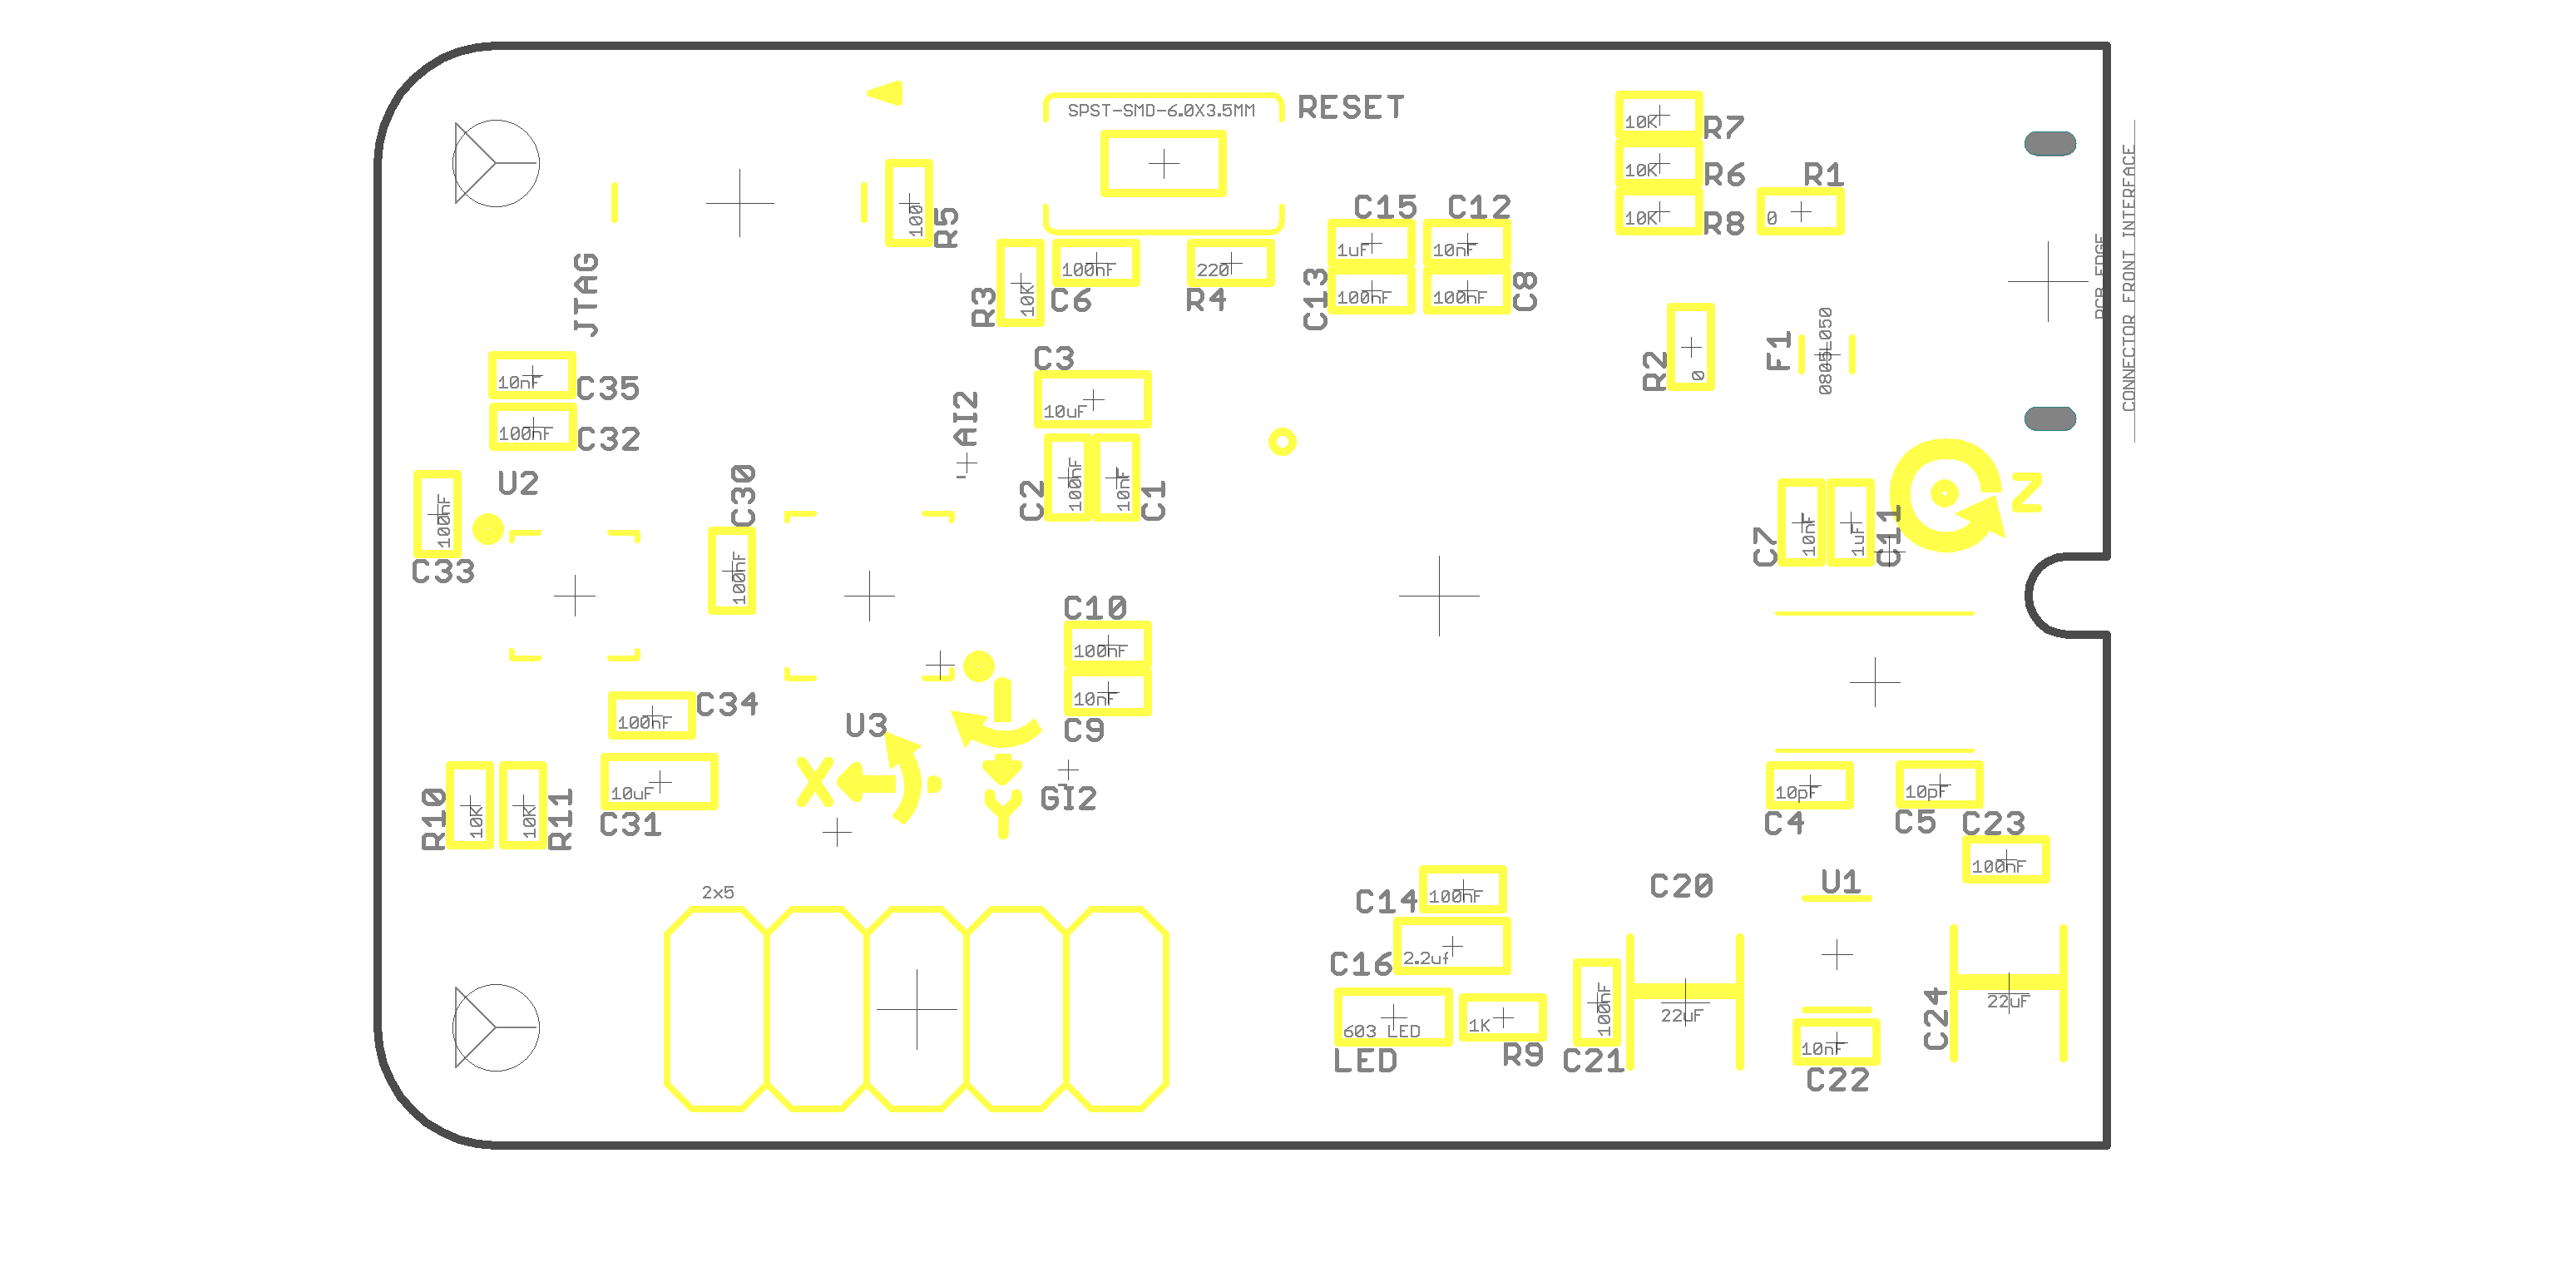 SPST-SMD-6.0X3.5MM
RESET
10K
R7
10K
R6
10K
R8
R1
0
100
R5
C15
C12
1uF
10nF
C13
100nF
100nF
C8
R3
10K
100nF
C6
220
R4
JTAG
PCB EDGE
CONNECTOR FRONT INTERFACE
R2
0
F1
0805L050
C3
10uF
10nF
C35
100nF
C32
AI2
U2
C30
100nF
C2
100nF
10nF
C1
100nF
C33
C7
10nF
1uF
C11
Z
C10
100nF
10nF
C9
C34
100nF
U3
X
Y
GI2
10uF
C31
R10
10K
10K
R11
10pF
C4
10pF
C5
C23
100nF
2x5
C14
100nF
C16
2.2uf
603 LED
LED
1K
R9
C20
22uF
C21
100nF
U1
10nF
C22
C24
22uF